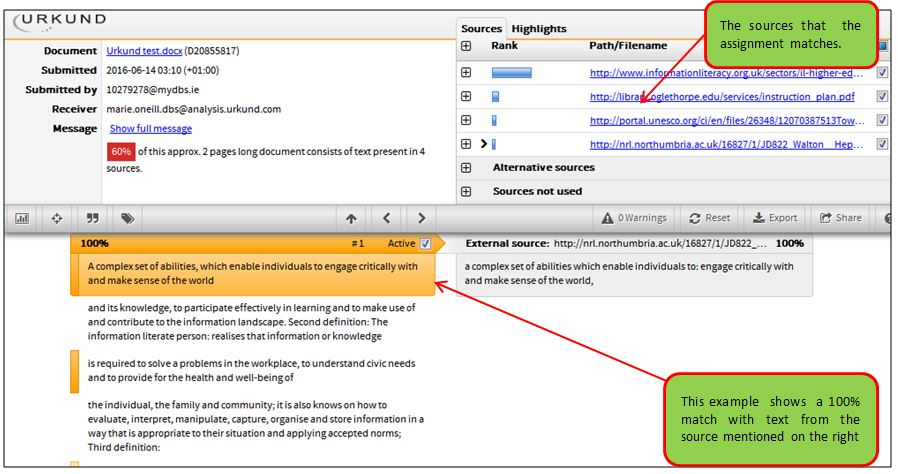 URKUND
Document Urkund test.docx (D20855817)
Submitted 2016-06-14 03:10 (+01:00)
Submitted by 10279278@mydbs.ie
Receiver marie.oneill.dbs@analysis.urkund.com
Message Show full message
60% of this approx. 2 pages long document consists of text present in 4
sources.
Sources Highlights
Rank Path/Filename
http://www.informationliteracy.org.uk/sectors/il-higher-ed...
http://librar.oglethorpe.edu/services/instruction_plan.pdf
http://portal.unesco.org/ci/en/files/26348/12070387513Tow...
http://nrl.northumbria.ac.uk/16827/1/JD822_Walton__Hep...
Alternative sources
Sources not used
The sources that the
assignment matches.
0 Warnings Reset Export Share
100% #1 Active
A complex set of abilities, which enable individuals to engage critically with
and make sense of the world
External source: http://nrl.northumbria.ac.uk/16827/1/JD822_... 100%
a complex set of abilities which enable individuals to: engage critically with
and make sense of the world,
and its knowledge, to participate effectively in learning and to make use of
and contribute to the information landscape. Second definition: The
information literate person: realises that information or knowledge
is required to solve a problems in the workplace, to understand civic needs
and to provide for the health and well-being of
the individual, the family and community; it is also knows on how to
evaluate, interpret, manipulate, capture, organise and store information in a
way that is appropriate to their situation and applying accepted norms;
Third definition:
This example shows a 100%
match with text from the
source mentioned on the right